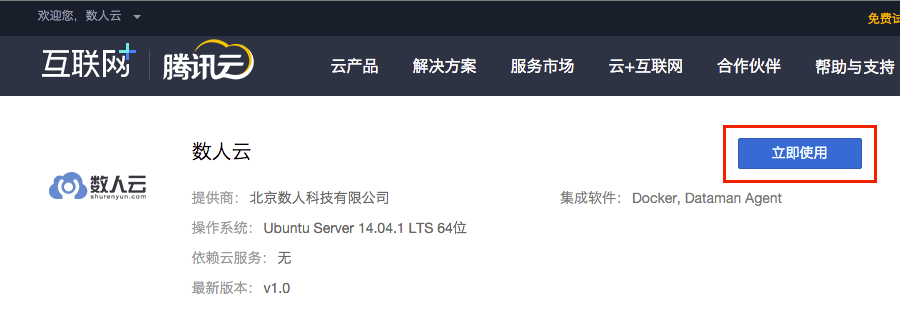 欢迎您，数人云
免费试
互联网+ 腾讯云 云产品 解决方案 服务市场 云+互联网 合作伙伴 帮助与支持
数人云
立即使用
数人云
shurenyun.com
提供商： 北京数人科技有限公司 集成软件： Docker, Dataman Agent
操作系统： Ubuntu Server 14.04.1 LTS 64位
依赖云服务： 无
最新版本： v1.0